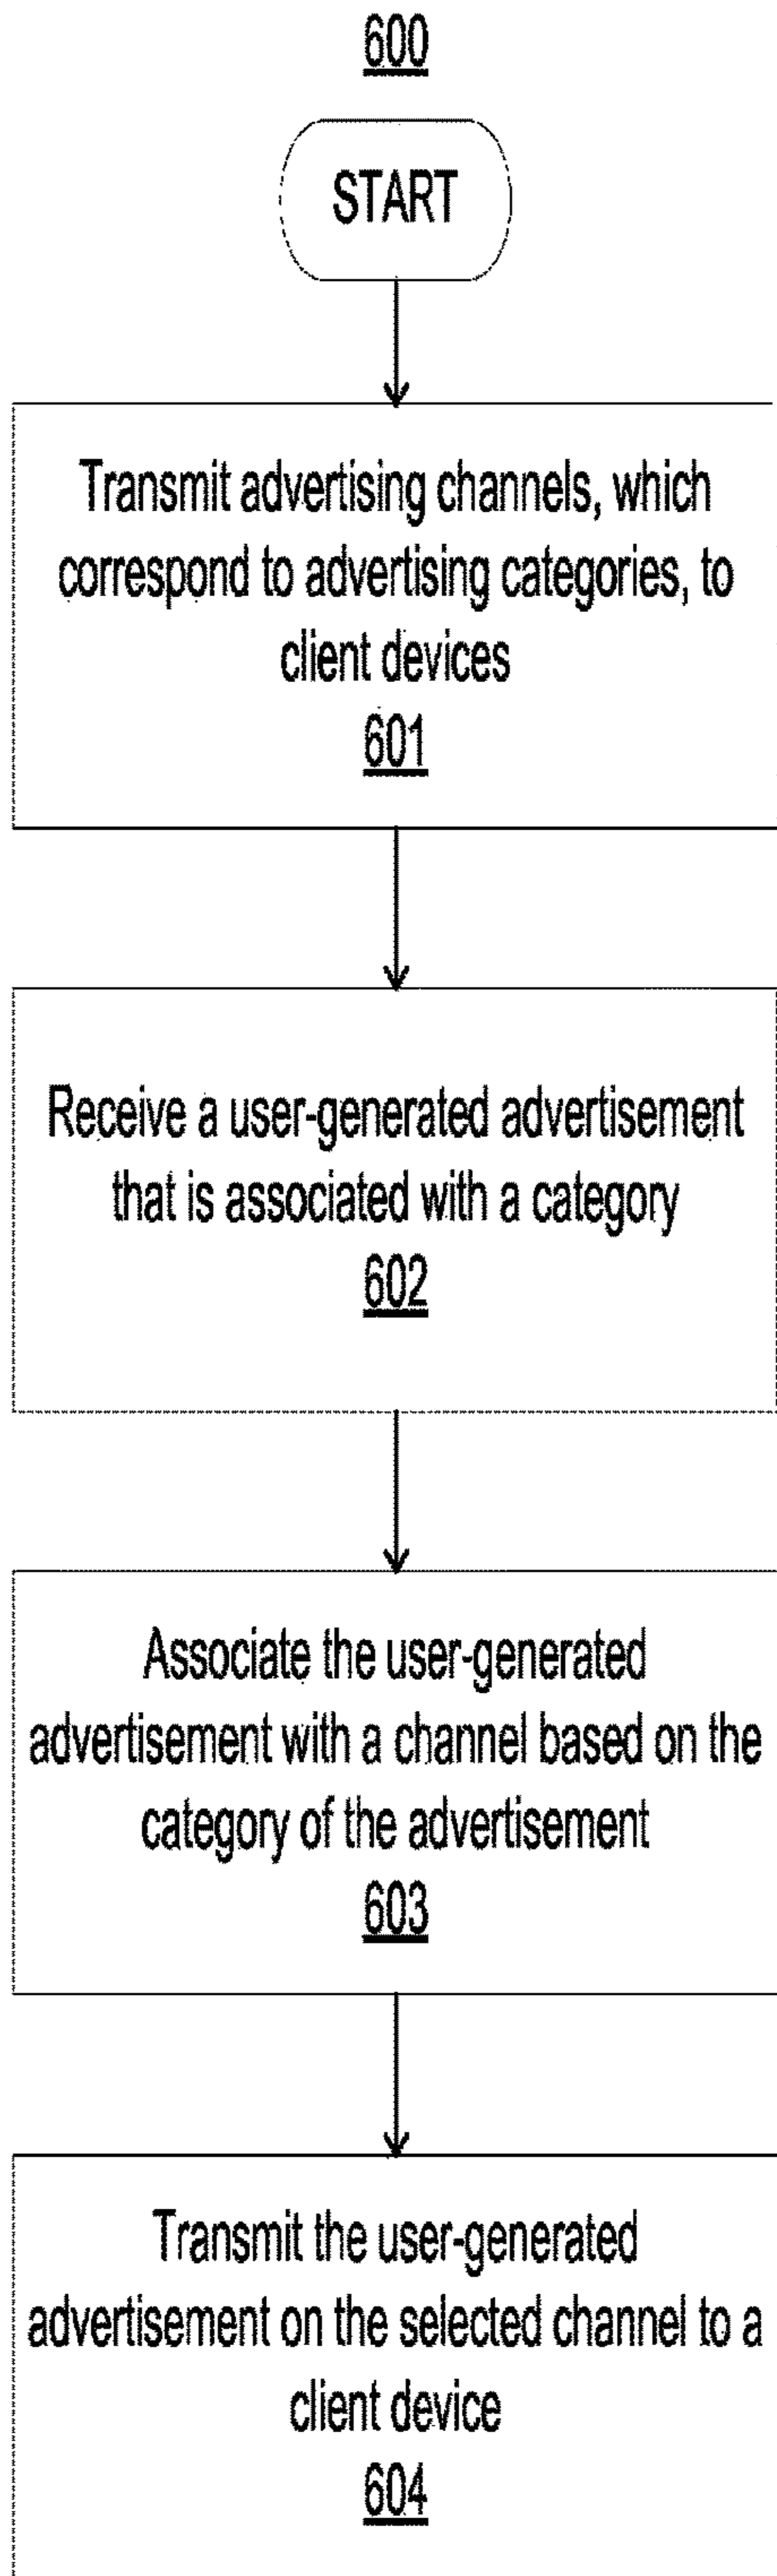 600
START
Transmit advertising channels, which
correspond to advertising categories, to
client devices
601
Receive a user-generated advertisement
that is associated with a category
602
Associate the user-generated
advertisement with a channel based on the
category of the advertisement
603
Transmit the user-generated
advertisement on the selected channel to a
client device
604